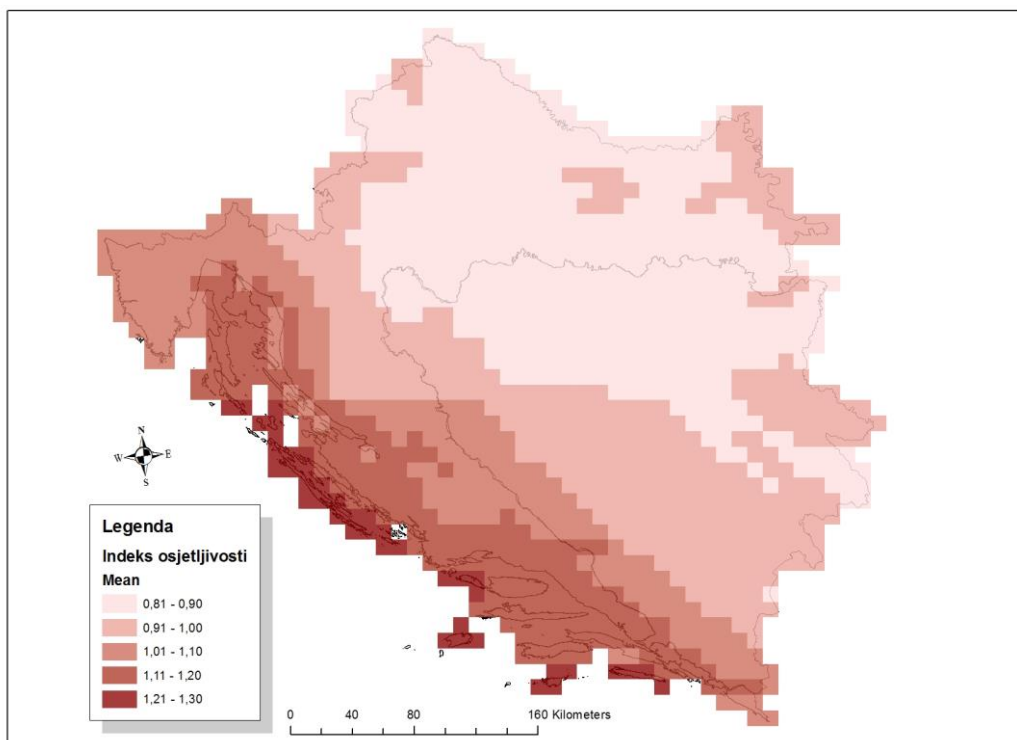 N
W E
S
Legenda
Indeks osjetljivosti
Mean
0,81 - 0,90
0,91 - 1,00
1,01 - 1,10
1,11 - 1,20
1,21 - 1,30
0 40 80 160 Kilometers